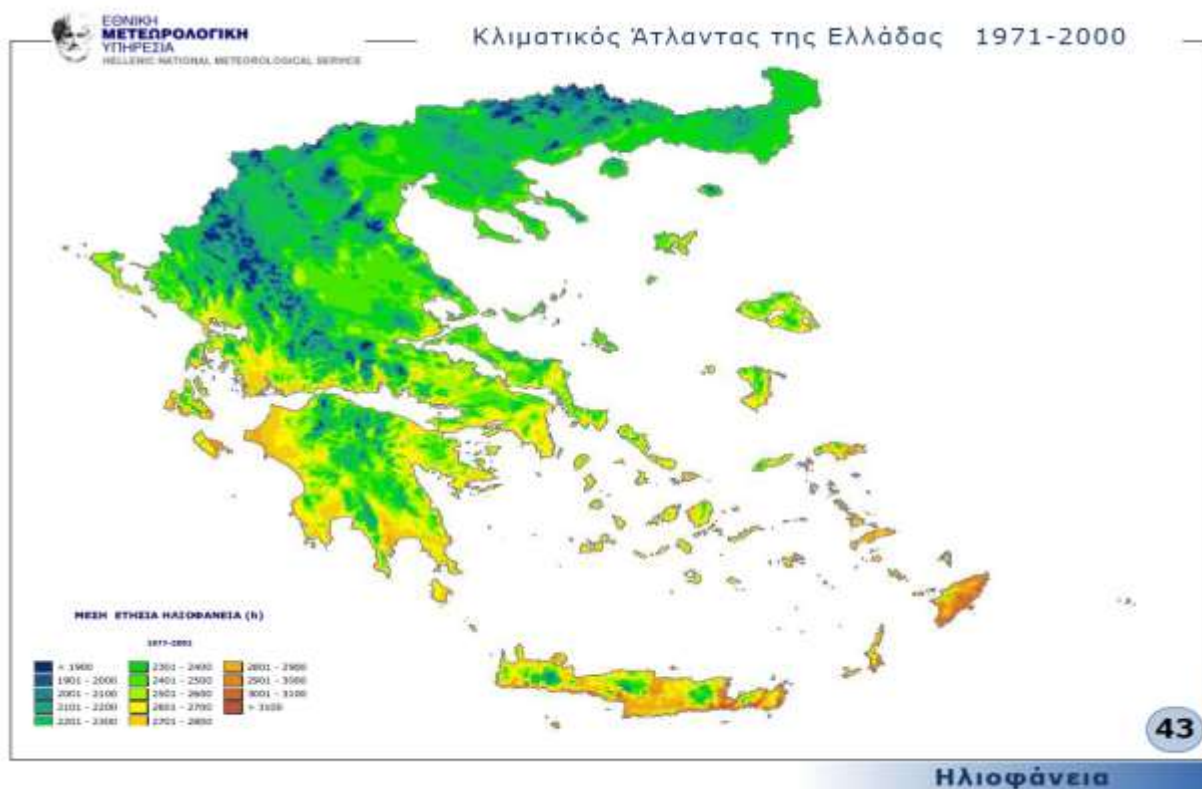 ΕΘΝΙΚΗ
ΜΕΤΕΩΡΟΛΟΓΙΚΗ
ΥΠΗΡΕΣΙΑ
HELLENIC NATIONAL METEOROLOGICAL SERVICE
Κλιματικός Άτλαντας της Ελλάδας 1971-2000
ΜΕΣΗ ΕΤΗΣΙΑ ΗΛΙΟΦΑΝΕΙΑ (h)
< 1900
1901 - 2000
2001 - 2100
2101 - 2200
2201 - 2300
2301 - 2400
2401 - 2500
2501 - 2600
2601 - 2700
2701 - 2800
2801 - 2900
2901 - 3000
3001 - 3100
> 3100
43
Ηλιοφάνεια